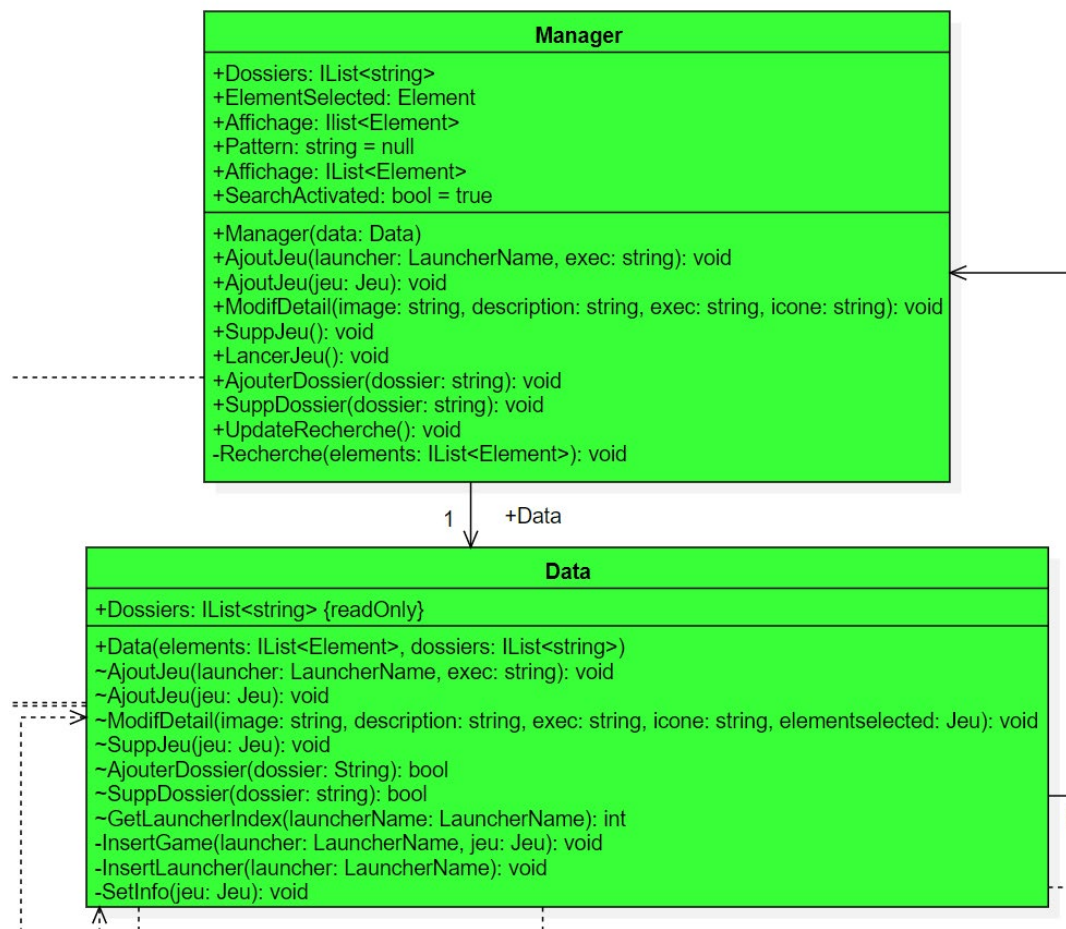 Manager
+Dossiers: IList<string>
+ElementSelected: Element
+Affichage: Ilist<Element>
+Pattern: string = null
+Affichage: IList<Element>
+SearchActivated: bool = true
+Manager(data: Data)
+AjoutJeu(launcher: LauncherName, exec: string): void
+AjoutJeu(jeu: Jeu): void
+ModifDetail(image: string, description: string, exec: string, icone: string): void
+SuppJeu(): void
+LancerJeu(): void
+AjouterDossier(dossier: string): void
+SuppDossier(dossier: string): void
+UpdateRecherche(): void
-Recherche(elements: IList<Element>): void
1 +Data
Data
+Dossiers: IList<string> {readOnly}
+Data(elements: IList<Element>, dossiers: IList<string>)
~AjoutJeu(launcher: LauncherName, exec: string): void
~AjoutJeu(jeu: Jeu): void
~ModifDetail(image: string, description: string, exec: string, icone: string, elementselected: Jeu): void
~SuppJeu(jeu: Jeu): void
~AjouterDossier(dossier: String): bool
~SuppDossier(dossier: string): bool
~GetLauncherIndex(launcherName: LauncherName): int
-InsertGame(launcher: LauncherName, jeu: Jeu): void
-InsertLauncher(launcher: LauncherName): void
-SetInfo(jeu: Jeu): void